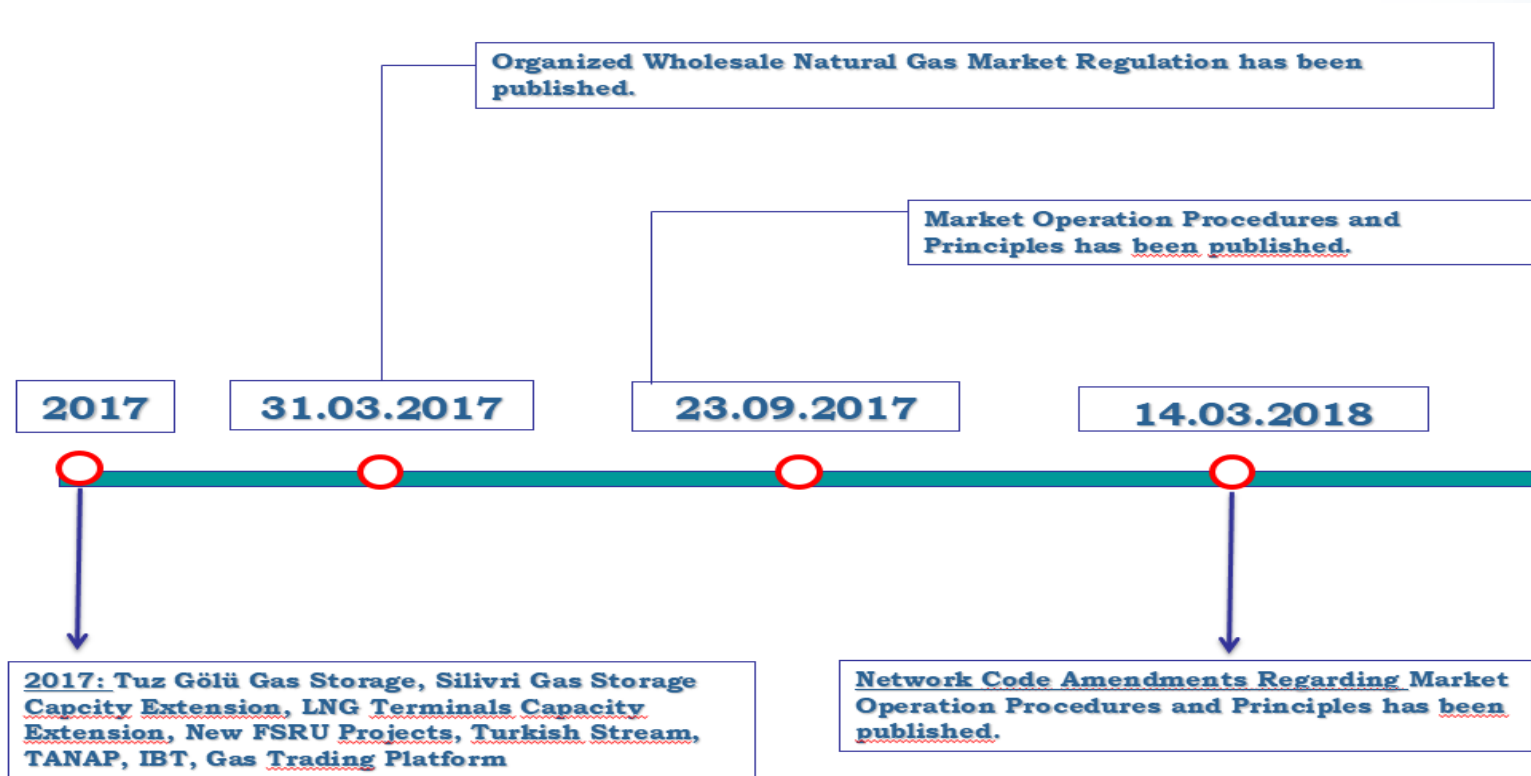 Organized Wholesale Natural Gas Market Regulation has been
published.
Market Operation Procedures and
Principles has been published.
2017
31.03.2017
23.09.2017
14.03.2018
2017: Tuz Gölü Gas Storage, Silivri Gas Storage
Capcity Extension, LNG Terminals Capacity
Extension, New FSRU Projects, Turkish Stream,
TANAP, IBT, Gas Trading Platform
Network Code Amendments Regarding Market
Operation Procedures and Principles has been
published.